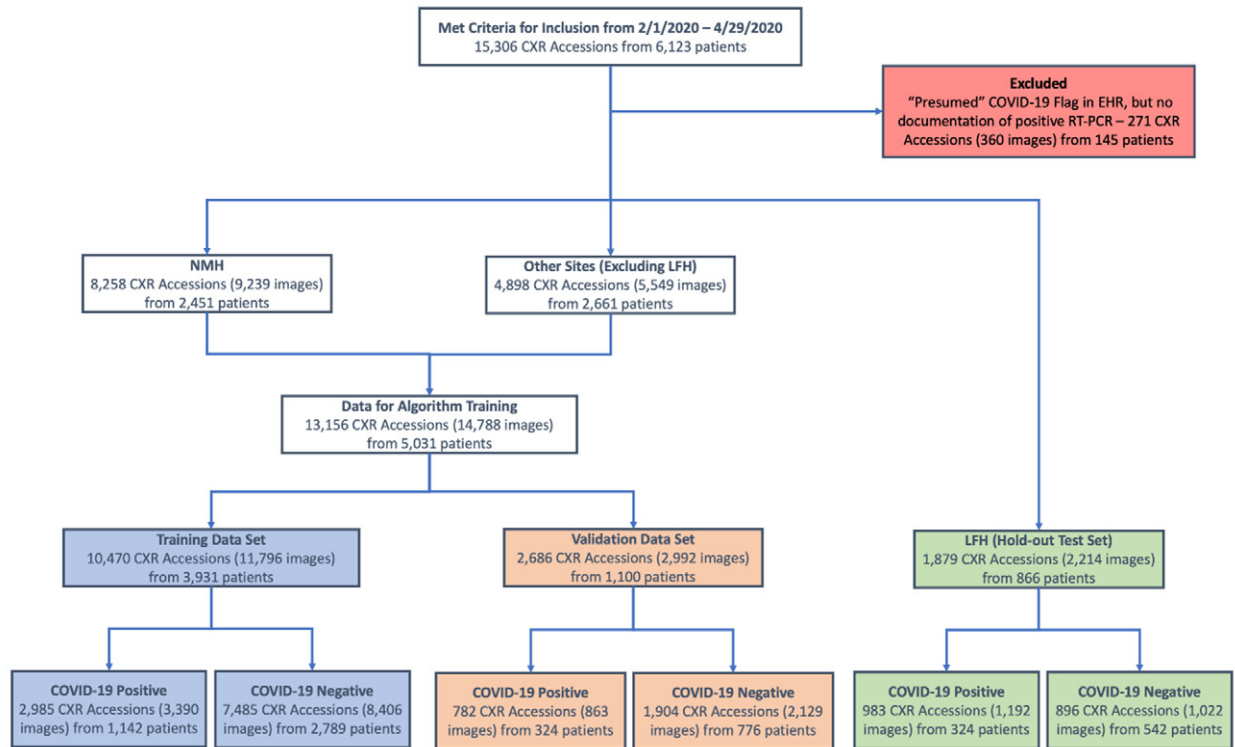 Met Criteria for Inclusion from 2/1/2020 – 4/29/2020
15,306 CXR Accessions from 6,123 patients
Excluded
"Presumed" COVID-19 Flag in EHR, but no
documentation of positive RT-PCR – 271 CXR
Accessions (360 images) from 145 patients
NMH
8,258 CXR Accessions (9,239 images)
from 2,451 patients
Other Sites (Excluding LFH)
4,898 CXR Accessions (5,549 images)
from 2,661 patients
Data for Algorithm Training
13,156 CXR Accessions (14,788 images)
from 5,031 patients
Training Data Set
10,470 CXR Accessions (11,796 images)
from 3,931 patients
Validation Data Set
2,686 CXR Accessions (2,992 images)
from 1,100 patients
LFH (Hold-out Test Set)
1,879 CXR Accessions (2,214 images)
from 866 patients
COVID-19 Positive
2,985 CXR Accessions (3,390
images) from 1,142 patients
COVID-19 Negative
7,485 CXR Accessions (8,406
images) from 2,789 patients
COVID-19 Positive
782 CXR Accessions (863
images) from 324 patients
COVID-19 Negative
1,904 CXR Accessions (2,129
images) from 776 patients
COVID-19 Positive
983 CXR Accessions (1,192
images) from 324 patients
COVID-19 Negative
896 CXR Accessions (1,022
images) from 542 patients